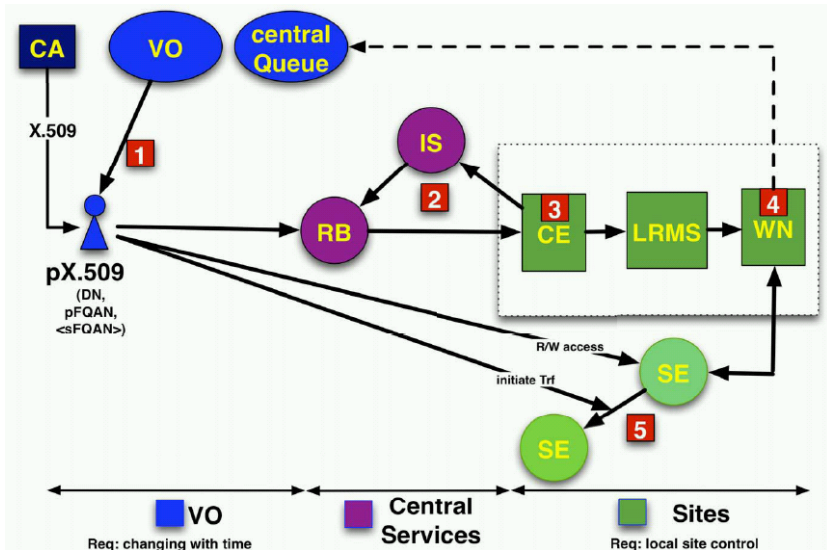 CA
VO
central
Queue
X.509
1
IS
2
3
4
RB
CE
LRMS
WN
pX.509
(DN,
pFQAN,
<sFQAN>)
R/W access
initiate Trf
SE
5
SE
VO
Central
Services
Sites
Req: changing with time
Req: local site control